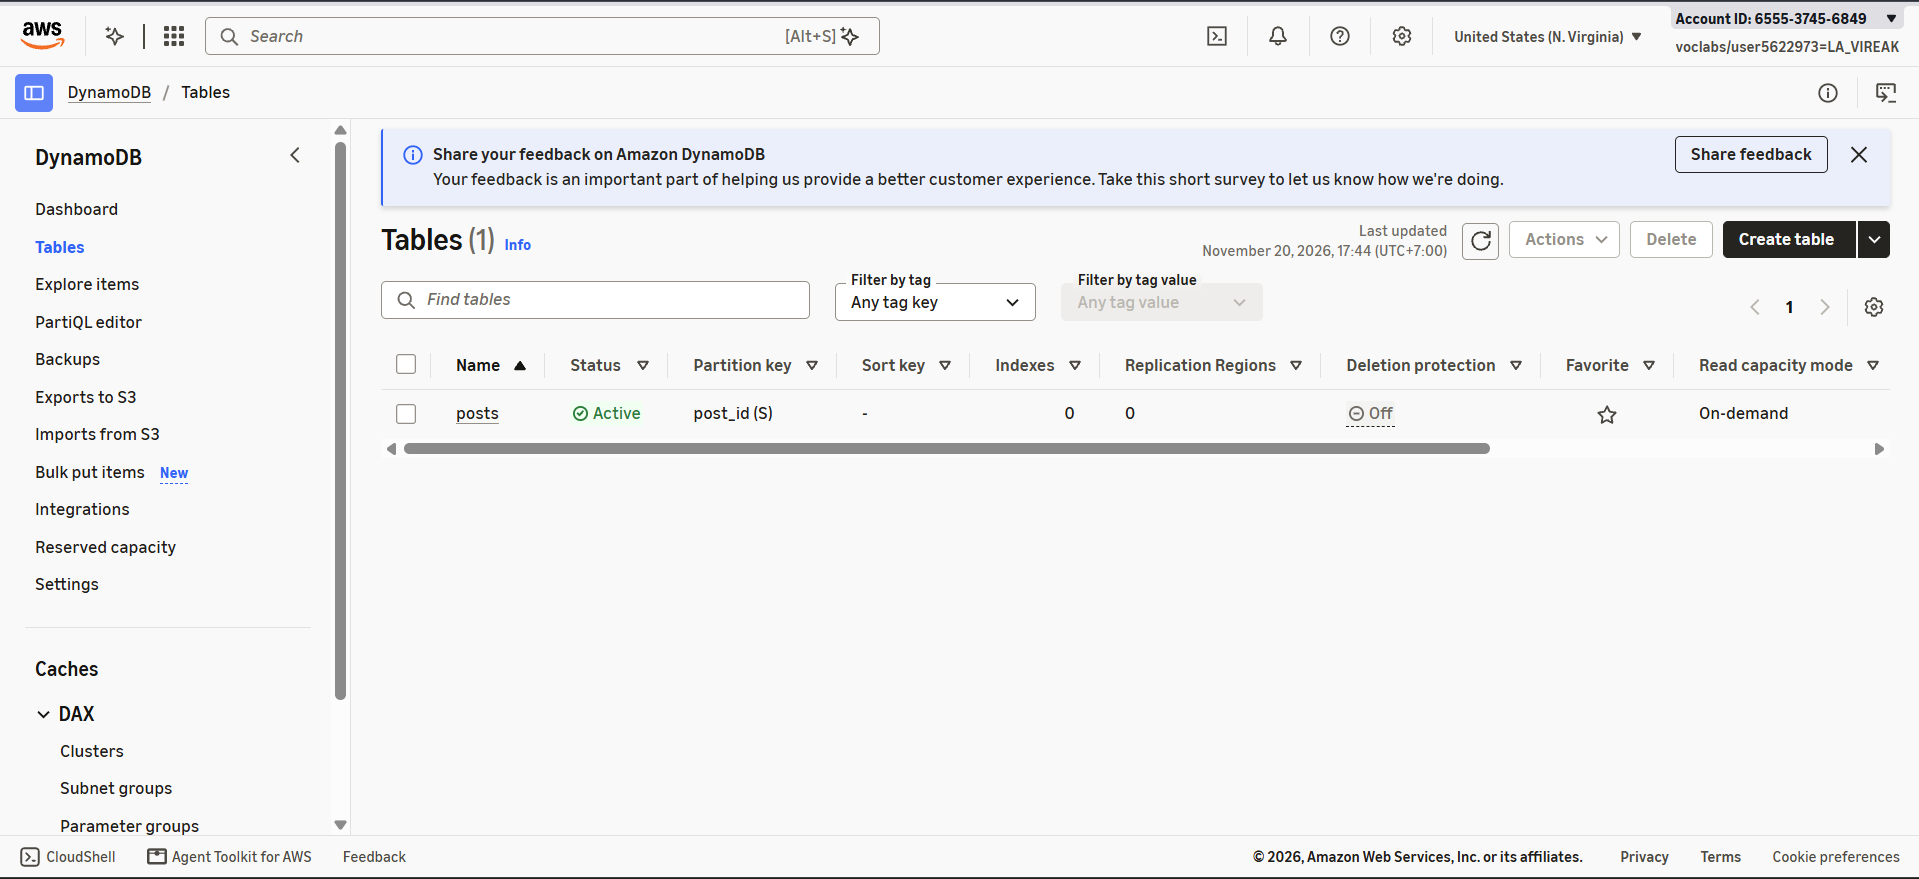 aws
Search [Alt+S]
United States (N. Virginia)
Account ID: 6555-3745-6849
voclabs/user5622973=LA_VIREAK
DynamoDB / Tables
DynamoDB
Dashboard
Tables
Explore items
PartiQL editor
Backups
Exports to S3
Imports from S3
Bulk put items New
Integrations
Reserved capacity
Settings
Caches
DAX
Clusters
Subnet groups
Parameter groups
Share your feedback on Amazon DynamoDB
Your feedback is an important part of helping us provide a better customer experience. Take this short survey to let us know how we're doing.
Share feedback
Tables (1) Info
Last updated
November 20, 2026, 17:44 (UTC+7:00)
Actions
Delete
Create table
Find tables
Filter by tag
Any tag key
Filter by tag value
Any tag value
1
Name Status Partition key Sort key Indexes Replication Regions Deletion protection Favorite Read capacity mode
posts Active post_id (S) - 0 0 Off On-demand
CloudShell Agent Toolkit for AWS Feedback © 2026, Amazon Web Services, Inc. or its affiliates. Privacy Terms Cookie preferences